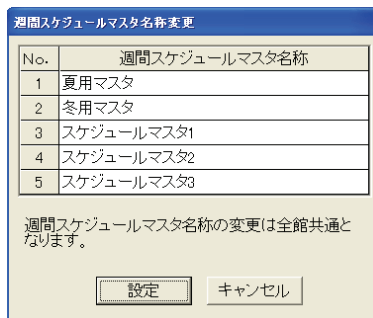 週間スケジュールマスタ名称変更
No. 週間スケジュールマスタ名称
1 夏用マスタ
2 冬用マスタ
3 スケジュールマスタ1
4 スケジュールマスタ2
5 スケジュールマスタ3
週間スケジュールマスタ名称の変更は全館共通と
なります。
設定 キャンセル